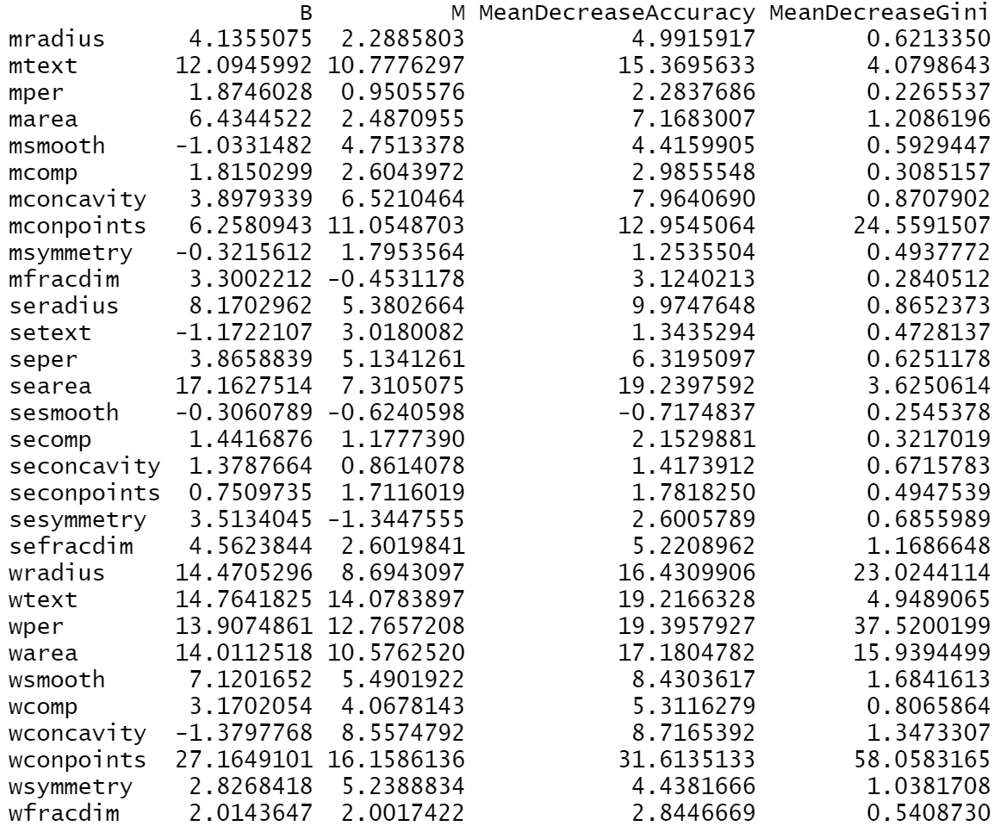 B M MeanDecreaseAccuracy MeanDecreaseGini
mradius 4.1355075 2.2885803 4.9915917 0.6213350
mtext 12.0945992 10.7776297 15.3695633 4.0798643
mper 1.8746028 0.9505576 2.2837686 0.2265537
marea 6.4344522 2.4870955 7.1683007 1.2086196
msmooth -1.0331482 4.7513378 4.4159905 0.5929447
mcomp 1.8150299 2.6043972 2.9855548 0.3085157
mconcavity 3.8979339 6.5210464 7.9640690 0.8707902
mconpoints 6.2580943 11.0548703 12.9545064 24.5591507
msymmetry -0.3215612 1.7953564 1.2535504 0.4937772
mfracdim 3.3002212 -0.4531178 3.1240213 0.2840512
seradius 8.1702962 5.3802664 9.9747648 0.8652373
setext -1.1722107 3.0180082 1.3435294 0.4728137
seper 3.8658839 5.1341261 6.3195097 0.6251178
searea 17.1627514 7.3105075 19.2397592 3.6250614
sesmooth -0.3060789 -0.6240598 -0.7174837 0.2545378
secomp 1.4416876 1.1777390 2.1529881 0.3217019
seconcavity 1.3787664 0.8614078 1.4173912 0.6715783
seconpoints 0.7509735 1.7116019 1.7818250 0.4947539
sesymmetry 3.5134045 -1.3447555 2.6005789 0.6855989
sefracdim 4.5623844 2.6019841 5.2208962 1.1686648
wradius 14.4705296 8.6943097 16.4309906 23.0244114
wtext 14.7641825 14.0783897 19.2166328 4.9489065
wper 13.9074861 12.7657208 19.3957927 37.5200199
warea 14.0112518 10.5762520 17.1804782 15.9394499
wsmooth 7.1201652 5.4901922 8.4303617 1.6841613
wcomp 3.1702054 4.0678143 5.3116279 0.8065864
wconcavity -1.3797768 8.5574792 8.7165392 1.3473307
wconpoints 27.1649101 16.1586136 31.6135133 58.0583165
wsymmetry 2.8268418 5.2388834 4.4381666 1.0381708
wfracdim 2.0143647 2.0017422 2.8446669 0.5408730